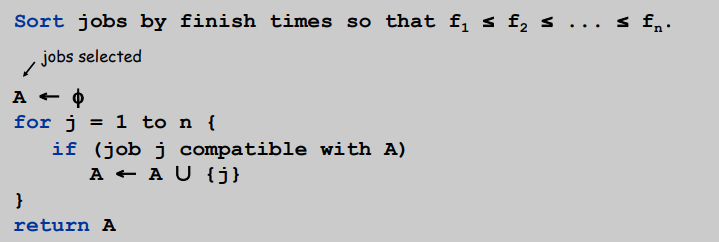 Sort jobs by finish times so that f₁ ≤ f₂ ≤ ... ≤ fₙ.
jobs selected
A ← ϕ
for j = 1 to n {
if (job j compatible with A)
A ← A ∪ {j}
}
return A